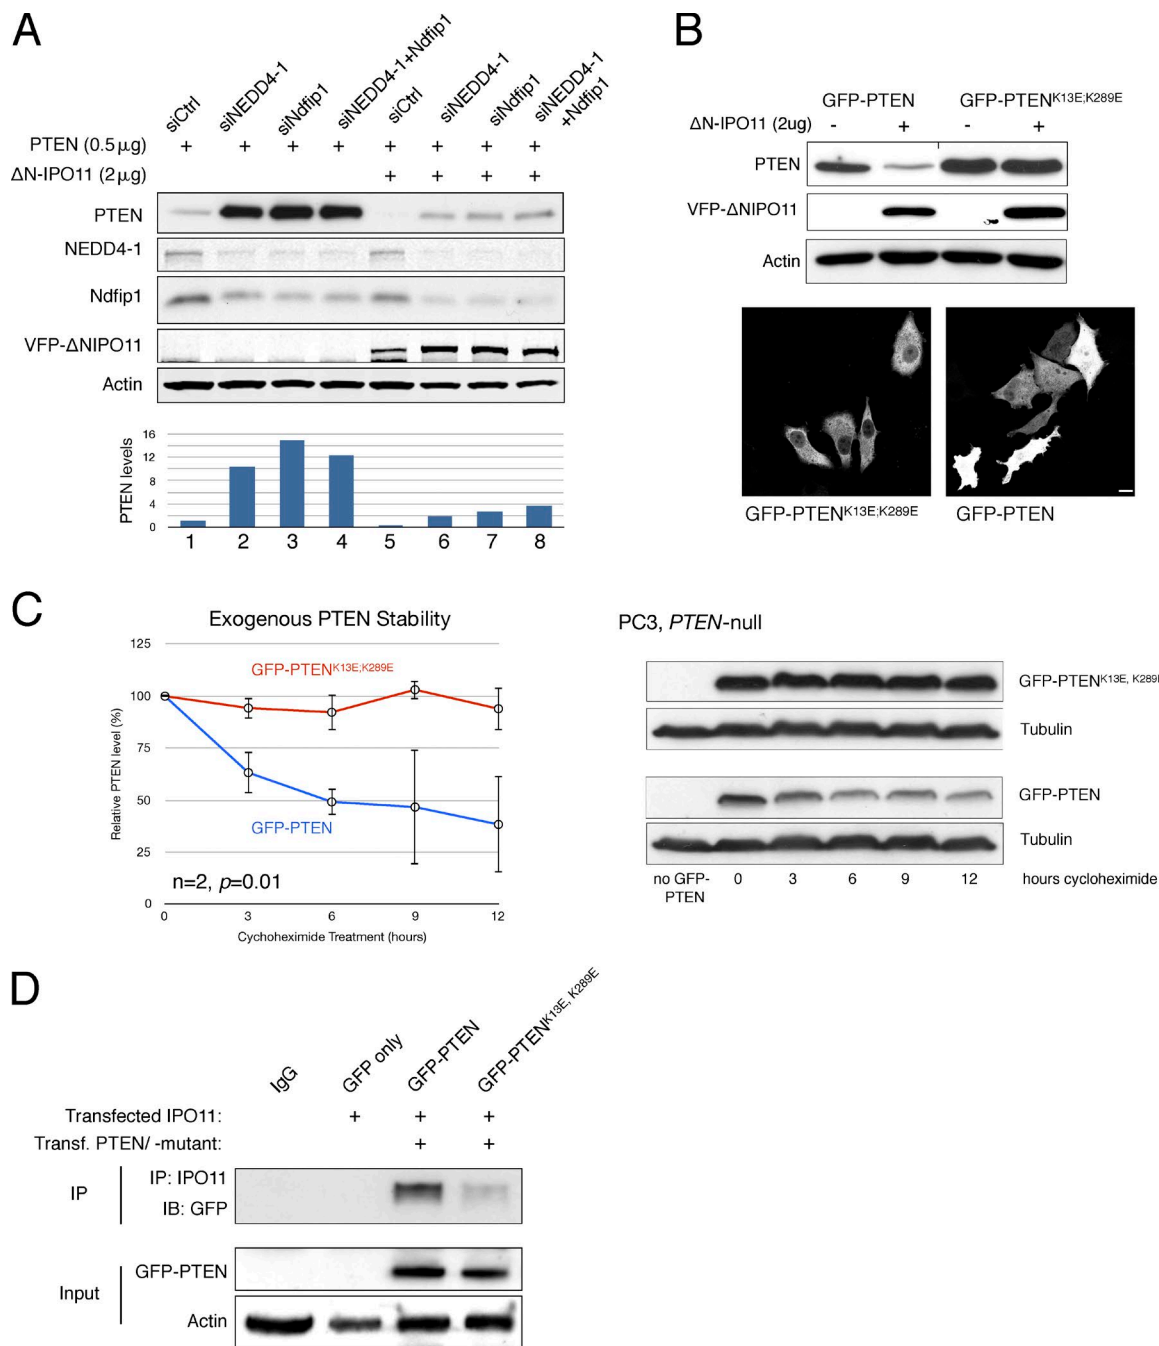 A
siCtrl siNEDD4-1 siNdfip1 siNEDD4-1+Ndfip1 siCtrl siNEDD4-1 siNdfip1 siNEDD4-1 +Ndfip1
PTEN (0.5µg) + + + + + + + +
ΔN-IPO11 (2µg) + + + +
PTEN
NEDD4-1
Ndfip1
VFP-ΔNIPO11
Actin
PTEN levels
16
12
8
4
0
1 2 3 4 5 6 7 8
B
GFP-PTEN GFP-PTENK13E;K289E
ΔN-IPO11 (2ug) - + - +
PTEN
VFP-ΔNIPO11
Actin
GFP-PTENK13E;K289E GFP-PTEN
C
Exogenous PTEN Stability
125
100
75
50
25
0
Relative PTEN level (%)
GFP-PTENK13E;K289E
GFP-PTEN
n=2, p=0.01
0 3 6 9 12
Cychoheximide Treatment (hours)
PC3, PTEN-null
GFP-PTENK13E, K289E
Tubulin
GFP-PTEN
Tubulin
no GFP-PTEN 0 3 6 9 12 hours cycloheximide
D
IgG GFP only GFP-PTEN GFP-PTENK13E, K289E
Transfected IPO11: + + +
Transf. PTEN/ -mutant: + +
IP
IP: IPO11
IB: GFP
Input
GFP-PTEN
Actin